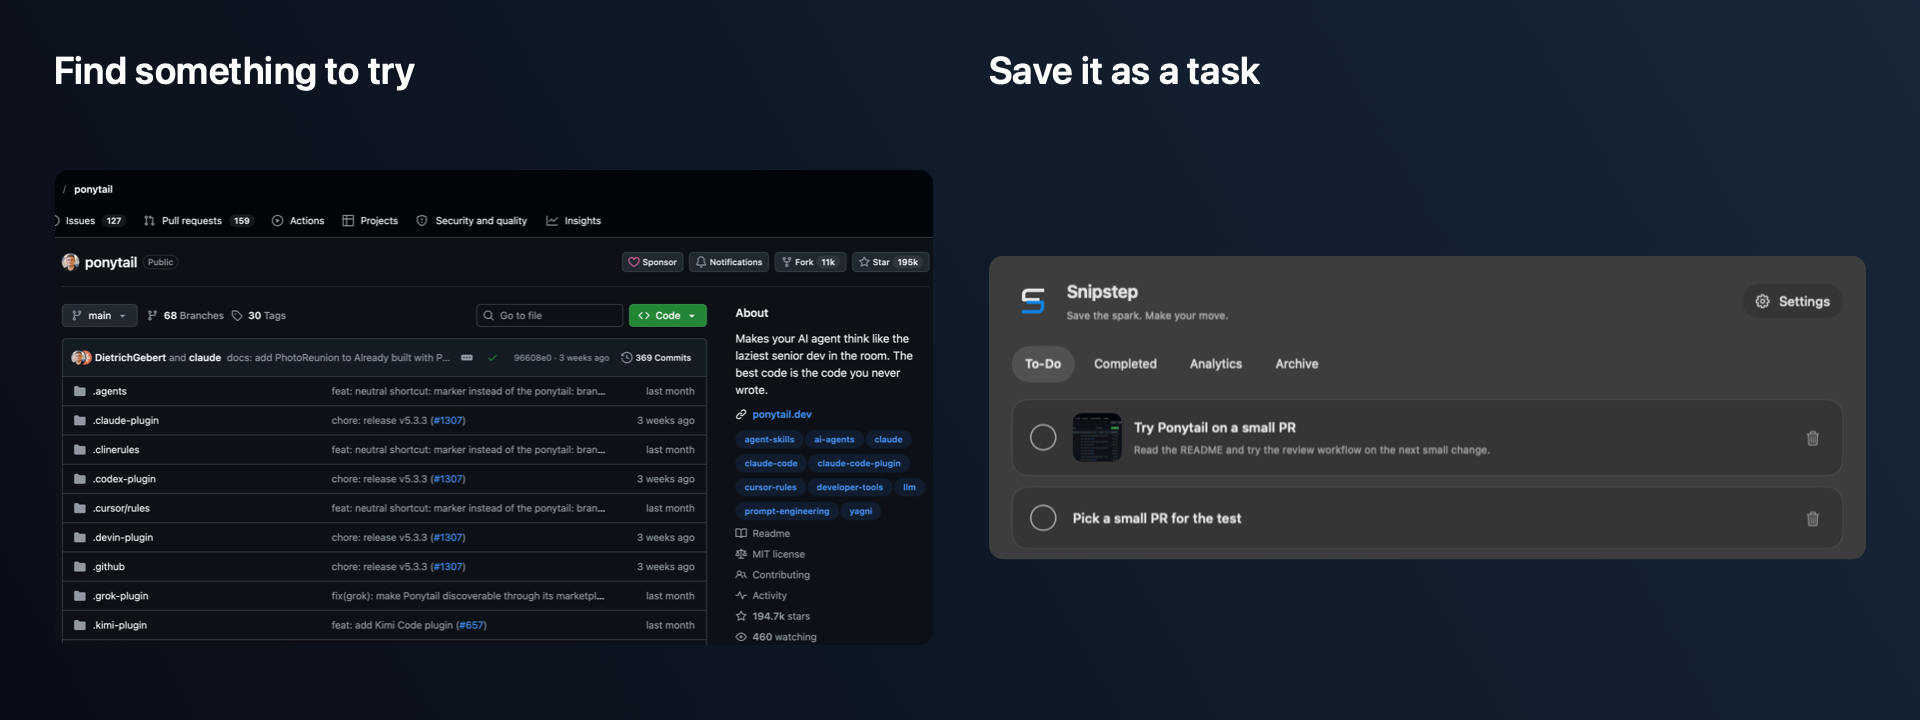 Find something to try
/ ponytail
Issues 127 Pull requests 159 Actions Projects Security and quality Insights
ponytail Public Sponsor Notifications Fork 11k Star 195k
main 68 Branches 30 Tags Go to file Code
DietrichGebert and claude docs: add PhotoReunion to Already built with P... 96608e0 · 3 weeks ago 369 Commits
.agents feat: neutral shortcut: marker instead of the ponytail: bran... last month
.claude-plugin chore: release v5.3.3 (#1307) 3 weeks ago
.clinerules feat: neutral shortcut: marker instead of the ponytail: bran... last month
.codex-plugin chore: release v5.3.3 (#1307) 3 weeks ago
.cursor/rules feat: neutral shortcut: marker instead of the ponytail: bran... last month
.devin-plugin chore: release v5.3.3 (#1307) 3 weeks ago
.github chore: release v5.3.3 (#1307) 3 weeks ago
.grok-plugin fix(grok): make Ponytail discoverable through its marketpl... last month
.kimi-plugin feat: add Kimi Code plugin (#657) last month
About
Makes your AI agent think like the
laziest senior dev in the room. The
best code is the code you never
wrote.
ponytail.dev
agent-skills ai-agents claude
claude-code claude-code-plugin
cursor-rules developer-tools llm
prompt-engineering yagni
Readme
MIT license
Contributing
Activity
194.7k stars
460 watching
Save it as a task
Snipstep
Save the spark. Make your move.
Settings
To-Do Completed Analytics Archive
Try Ponytail on a small PR
Read the README and try the review workflow on the next small change.
Pick a small PR for the test